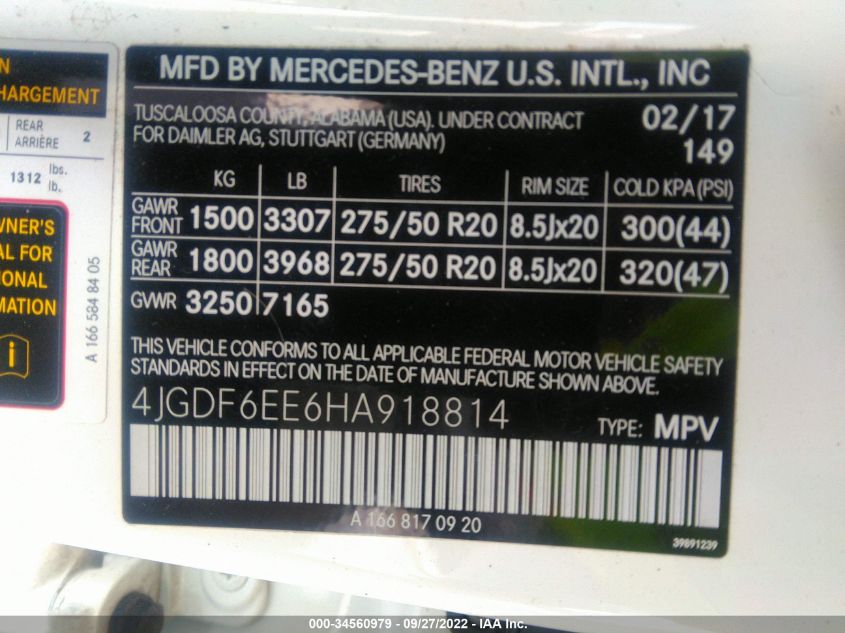 N
HARGEMENT
REAR
ARRIÈRE 2
1312 lbs.
lb.
WNER'S
AL FOR
IONAL
MATION
i
A 166 584 84 05
MFD BY MERCEDES-BENZ U.S. INTL., INC
TUSCALOOSA COUNTY, ALABAMA (USA). UNDER CONTRACT
FOR DAIMLER AG, STUTTGART (GERMANY)
02/17
149
KG LB TIRES RIM SIZE COLD KPA(PSI)
GAWR
FRONT 1500 3307 275/50 R20 8.5Jx20 300(44)
GAWR
REAR 1800 3968 275/50 R20 8.5Jx20 320(47)
GVWR 3250 7165
THIS VEHICLE CONFORMS TO ALL APPLICABLE FEDERAL MOTOR VEHICLE SAFETY
STANDARDS IN EFFECT ON THE DATE OF MANUFACTURE SHOWN ABOVE.
4JGDF6EE6HA918814 TYPE: MPV
A 166 817 09 20
39891239
000-34560979 - 09/27/2022 - IAA Inc.